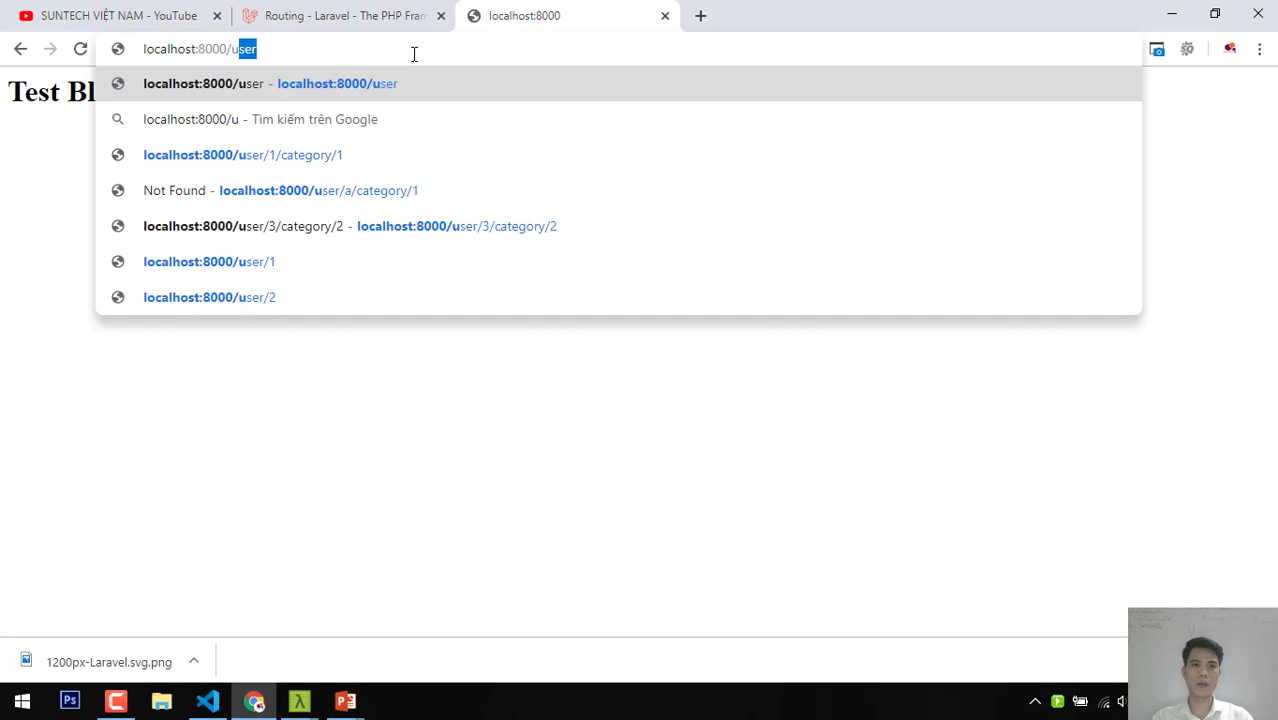 SUNTECH VIỆT NAM - YouTube
Routing - Laravel - The PHP Fram
localhost:8000
localhost:8000/user
Test Bl
localhost:8000/user - localhost:8000/user
localhost:8000/u - Tìm kiếm trên Google
localhost:8000/user/1/category/1
Not Found - localhost:8000/user/a/category/1
localhost:8000/user/3/category/2 - localhost:8000/user/3/category/2
localhost:8000/user/1
localhost:8000/user/2
1200px-Laravel.svg.png
Ps